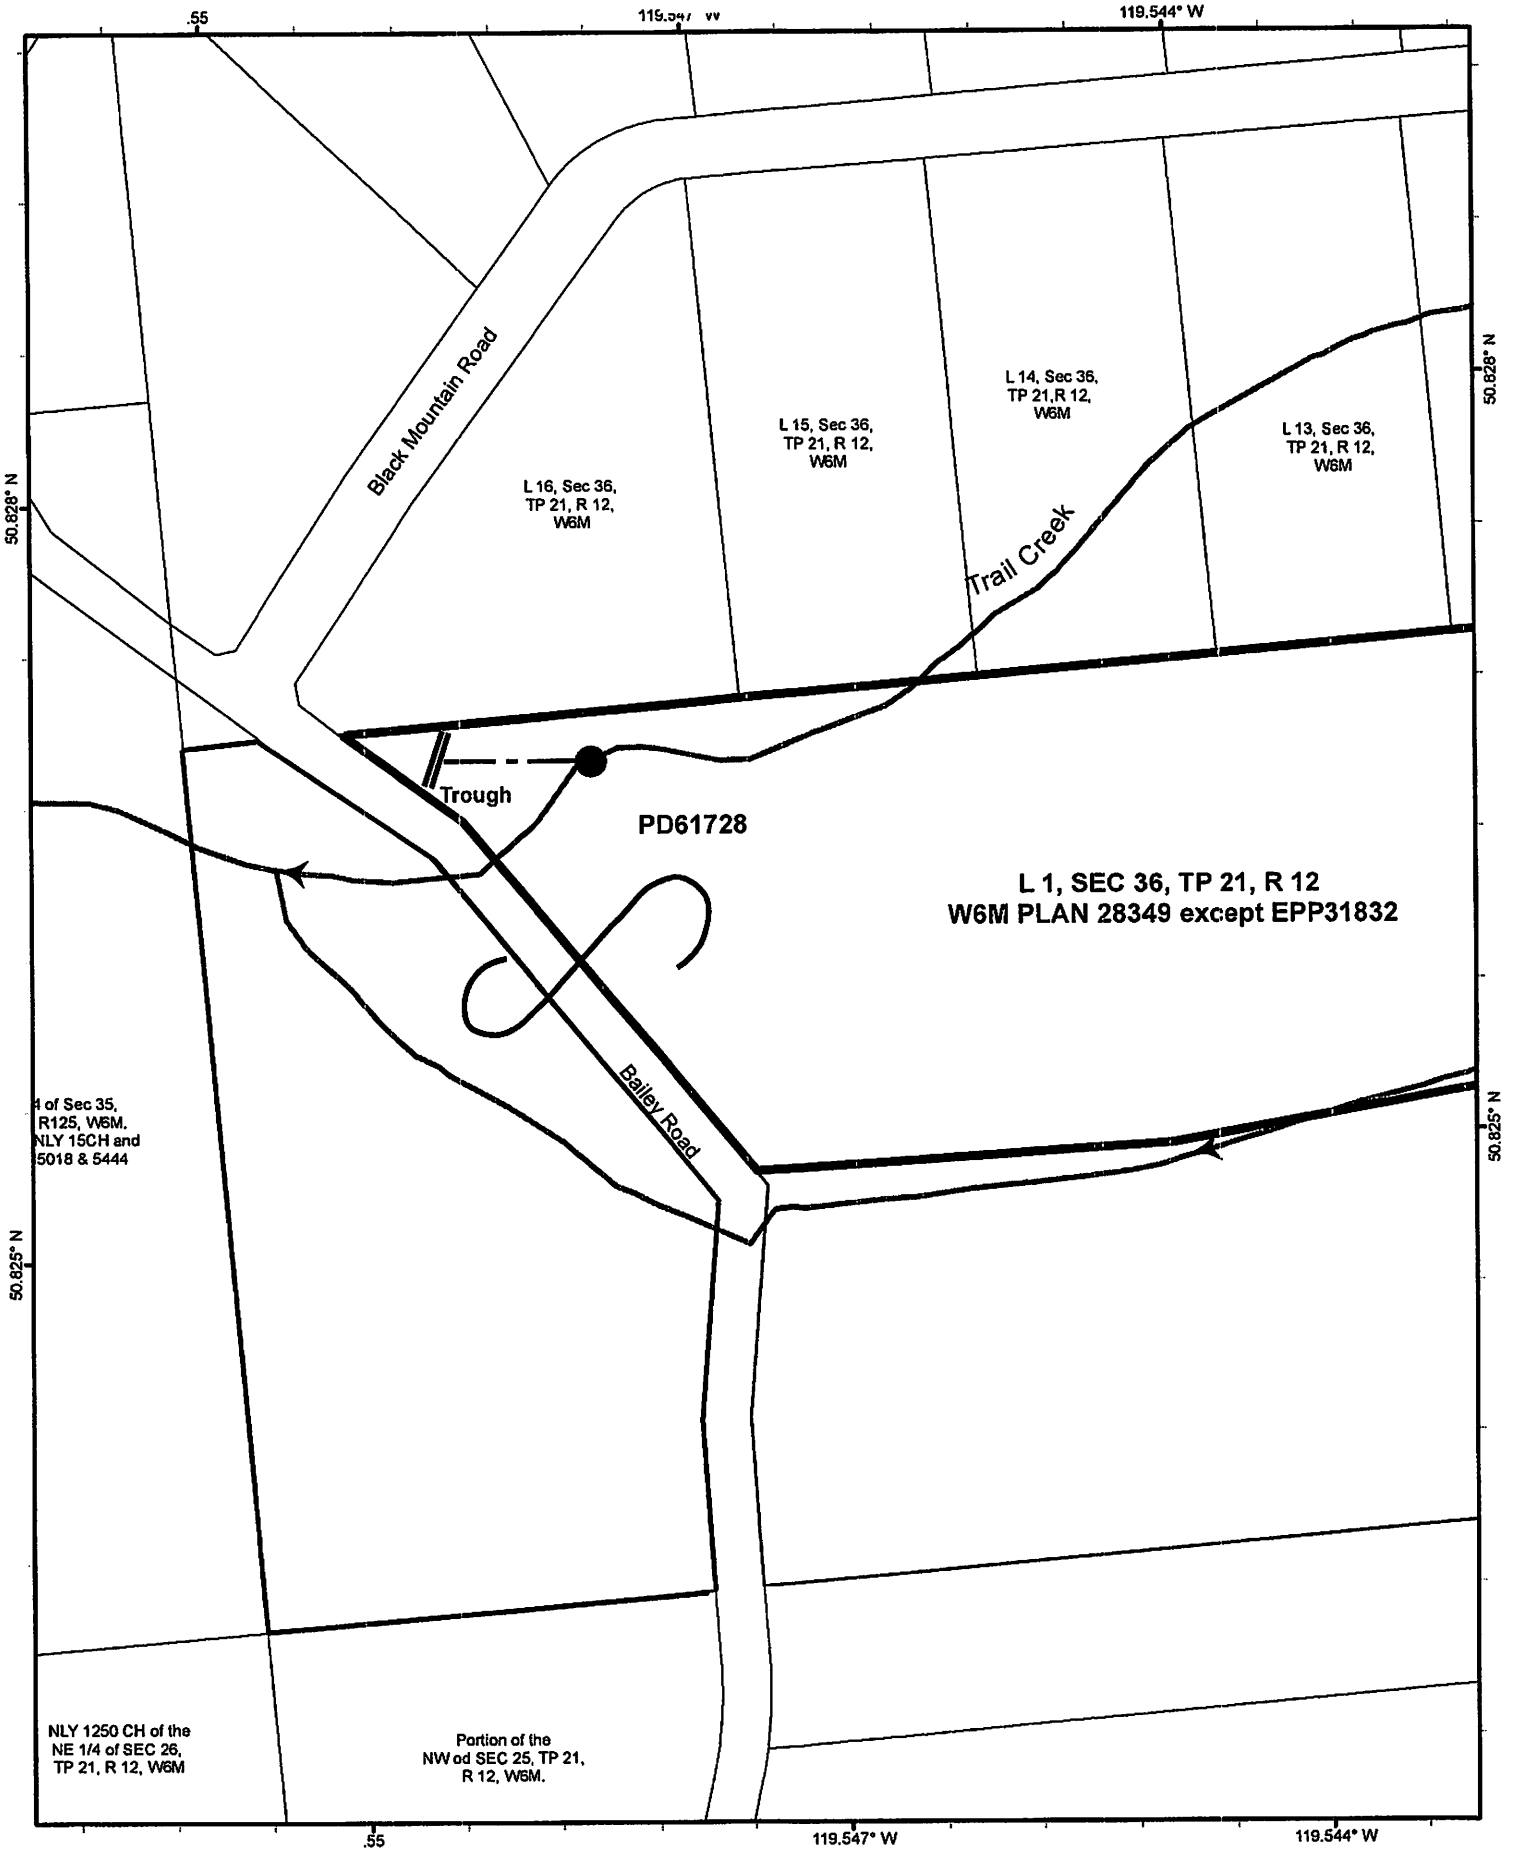 .55
119.547° W
119.544° W
50.828° N
50.828° N
Black Mountain Road
L 14, Sec 36,
TP 21,R 12,
W6M
L 15, Sec 36,
TP 21, R 12,
W6M
L 13, Sec 36,
TP 21, R 12,
W6M
L 16, Sec 36,
TP 21, R 12,
W6M
Trail Creek
Trough
PD61728
L 1, SEC 36, TP 21, R 12
W6M PLAN 28349 except EPP31832
Bailey Road
4 of Sec 35,
R125, W6M.
NLY 15CH and
5018 & 5444
50.825° N
50.825° N
NLY 1250 CH of the
NE 1/4 of SEC 26,
TP 21, R 12, W6M
Portion of the
NW od SEC 25, TP 21,
R 12, W6M.
.55
119.547° W
119.544° W